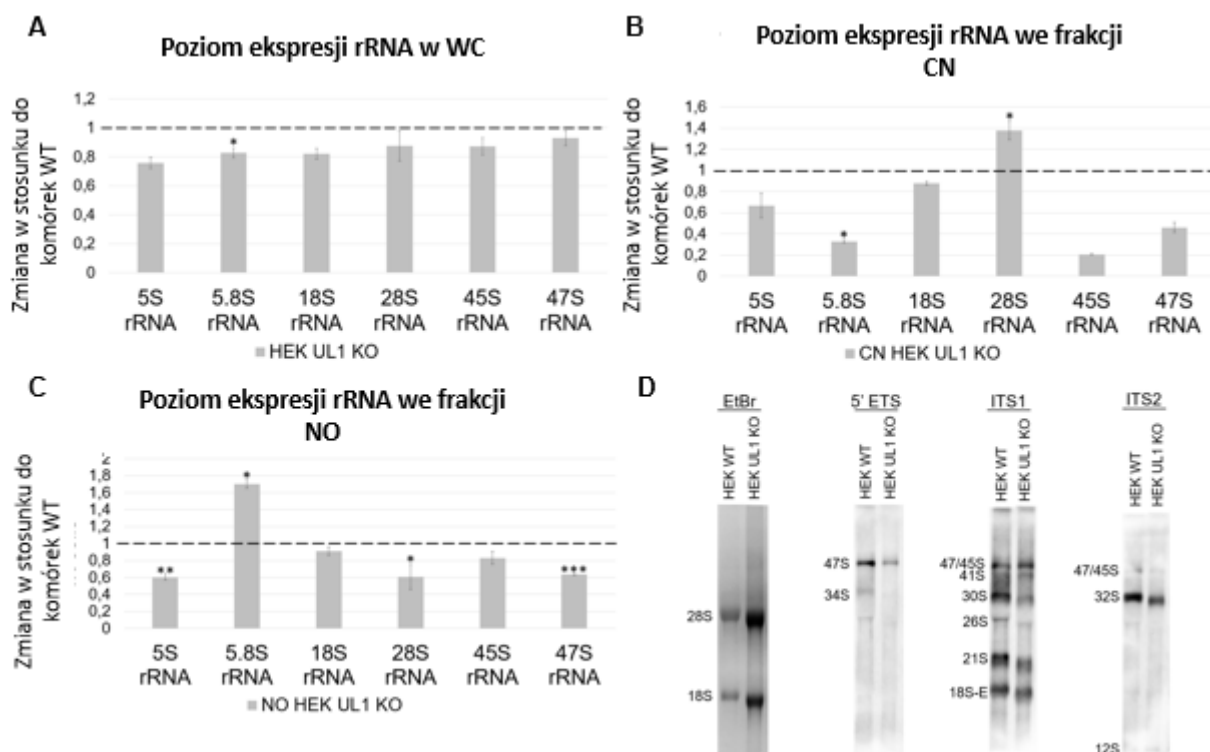 A
Poziom ekspresji rRNA w WC
Zmiana w stosunku do
komórek WT
1,2
1
0,8
0,6
0,4
0,2
0
*
5S 5.8S 18S 28S 45S 47S
rRNA rRNA rRNA rRNA rRNA rRNA
HEK UL1 KO
B
Poziom ekspresji rRNA we frakcji
CN
Zmiana w stosunku do
komórek WT
1,6
1,4
1,2
1
0,8
0,6
0,4
0,2
0
*
*
5S 5.8S 18S 28S 45S 47S
rRNA rRNA rRNA rRNA rRNA rRNA
CN HEK UL1 KO
C
Poziom ekspresji rRNA we frakcji
NO
Zmiana w stosunku do
komórek WT
2
1,8
1,6
1,4
1,2
1
0,8
0,6
0,4
0,2
0
**
*
*
***
5S 5.8S 18S 28S 45S 47S
rRNA rRNA rRNA rRNA rRNA rRNA
NO HEK UL1 KO
D
EtBr
HEK WT
HEK UL1 KO
28S
18S
5' ETS
HEK WT
HEK UL1 KO
47S
34S
ITS1
HEK WT
HEK UL1 KO
47/45S
41S
30S
26S
21S
18S-E
ITS2
HEK WT
HEK UL1 KO
47/45S
32S
12S